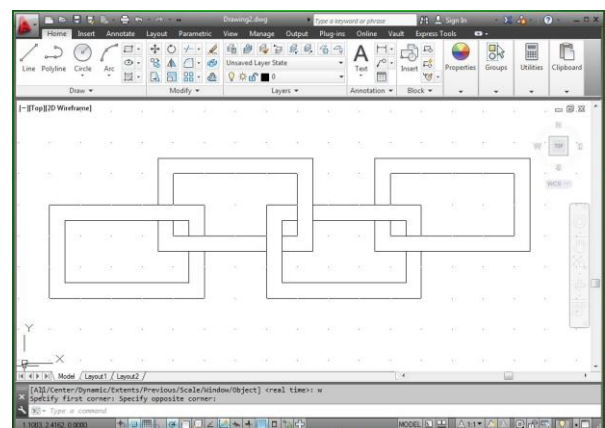 Drawing2.dwg Type a keyword or phrase Sign In
Home Insert Annotate Layout Parametric View Manage Output Plug-ins Online Vault Express Tools
Line Polyline Circle Arc Unsaved Layer State 0 Text Insert Properties Groups Utilities Clipboard
Draw Modify Layers Annotation Block
[-][Top][2D Wireframe]
N
W TOP
S
WCS
Y
X
Model Layout1 Layout2
[All/Center/Dynamic/Extents/Previous/Scale/Window/Object] <real time>: w
Specify first corner: Specify opposite corner:
Type a command
MODEL 1:1